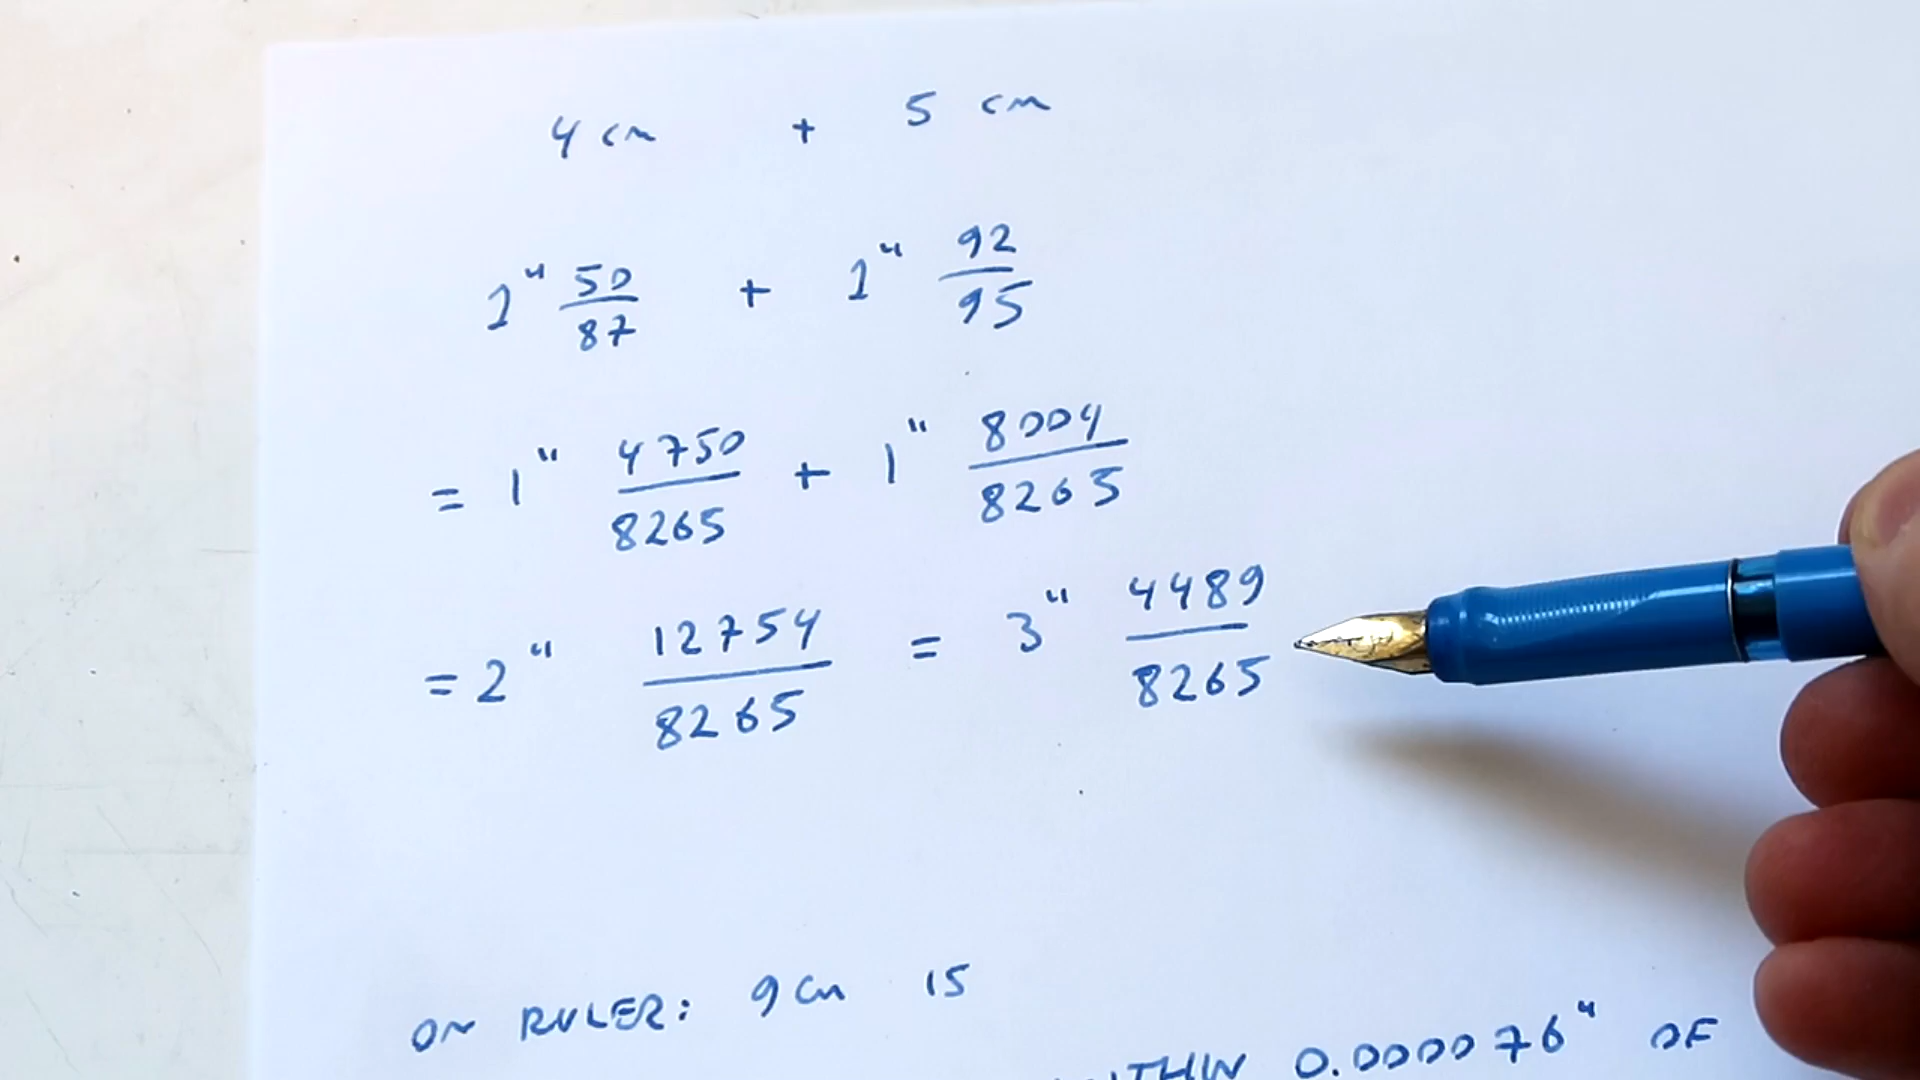 4 cm + 5 cm
1" 50/87 + 1" 92/95
= 1" 4750/8265 + 1" 8004/8265
= 2" 12754/8265 = 3" 4489/8265
ON RULER: 9 cm IS
0.000076" OF